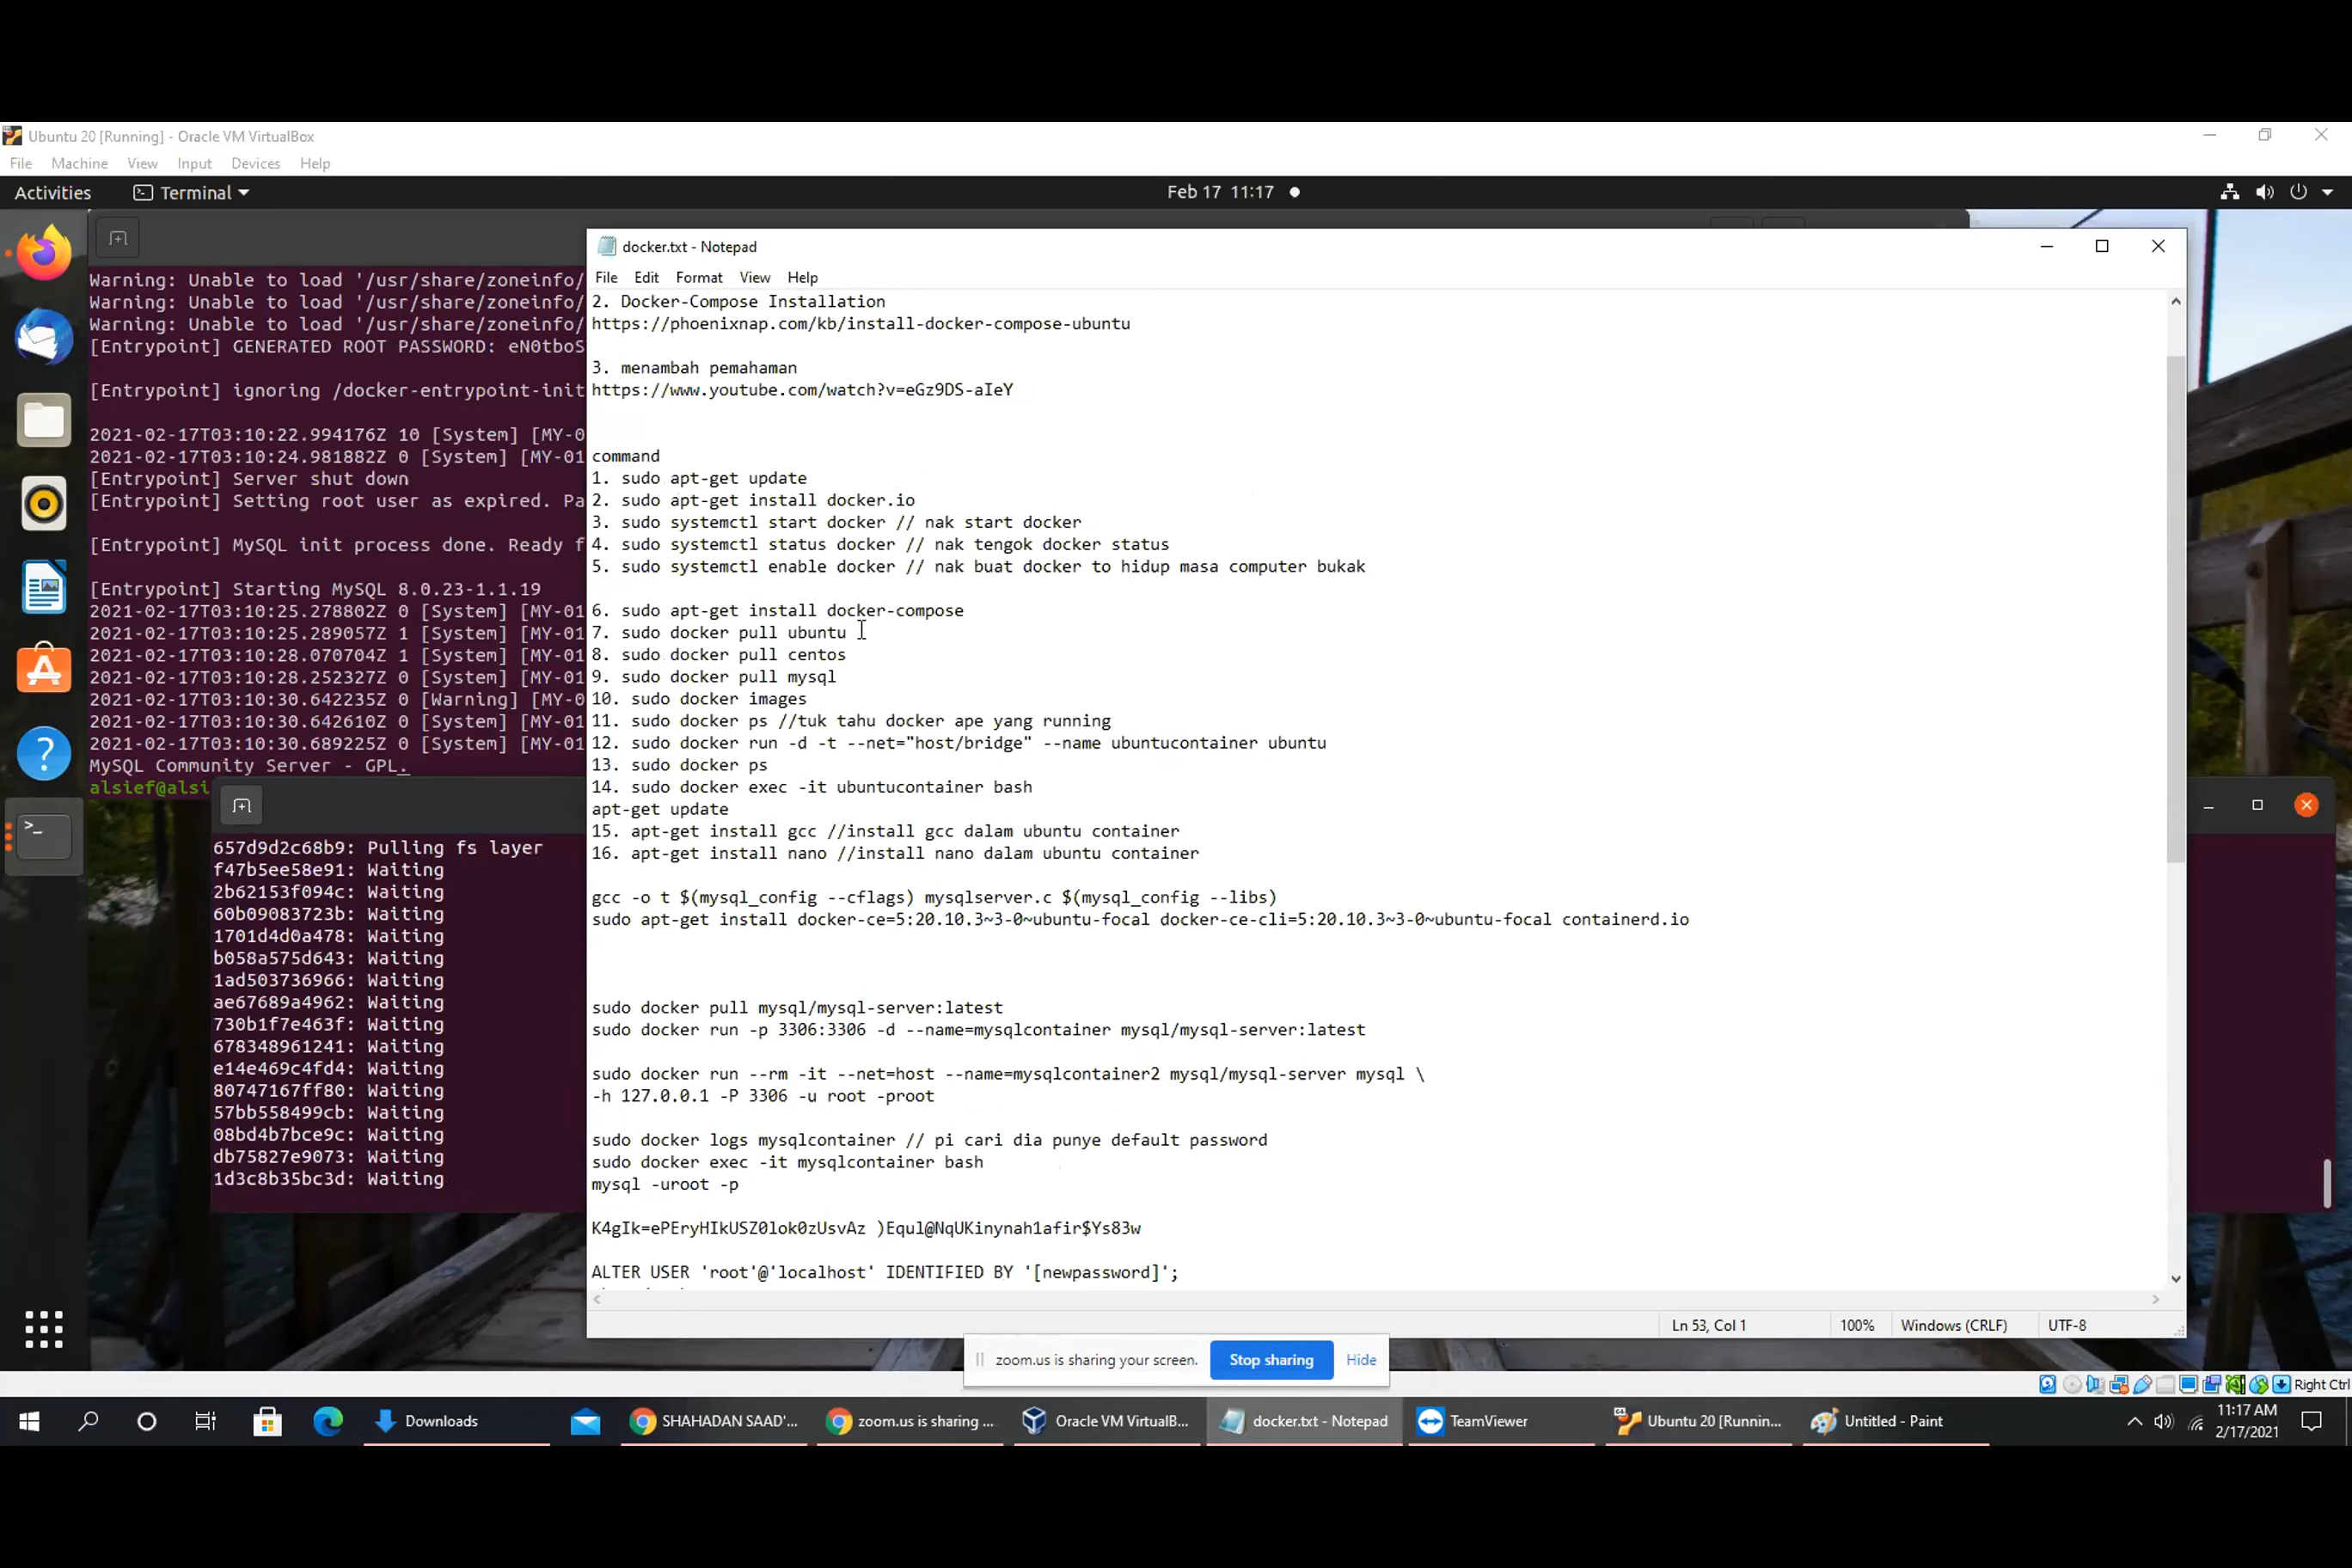 Ubuntu 20 [Running] - Oracle VM VirtualBox
File Machine View Input Devices Help
Activities Terminal Feb 17 11:17
Warning: Unable to load '/usr/share/zoneinfo/
Warning: Unable to load '/usr/share/zoneinfo/
Warning: Unable to load '/usr/share/zoneinfo/
[Entrypoint] GENERATED ROOT PASSWORD: eN0tboS
[Entrypoint] ignoring /docker-entrypoint-init
2021-02-17T03:10:22.994176Z 10 [System] [MY-0
2021-02-17T03:10:24.981882Z 0 [System] [MY-01
[Entrypoint] Server shut down
[Entrypoint] Setting root user as expired. Pa
[Entrypoint] MySQL init process done. Ready f
[Entrypoint] Starting MySQL 8.0.23-1.1.19
2021-02-17T03:10:25.278802Z 0 [System] [MY-01
2021-02-17T03:10:25.289057Z 1 [System] [MY-01
2021-02-17T03:10:28.070704Z 1 [System] [MY-01
2021-02-17T03:10:28.252327Z 0 [System] [MY-01
2021-02-17T03:10:30.642235Z 0 [Warning] [MY-0
2021-02-17T03:10:30.642610Z 0 [System] [MY-01
2021-02-17T03:10:30.689225Z 0 [System] [MY-01
MySQL Community Server - GPL.
alsief@alsi
657d9d2c68b9: Pulling fs layer
f47b5ee58e91: Waiting
2b62153f094c: Waiting
60b09083723b: Waiting
1701d4d0a478: Waiting
b058a575d643: Waiting
1ad503736966: Waiting
ae67689a4962: Waiting
730b1f7e463f: Waiting
678348961241: Waiting
e14e469c4fd4: Waiting
80747167ff80: Waiting
57bb558499cb: Waiting
08bd4b7bce9c: Waiting
db75827e9073: Waiting
1d3c8b35bc3d: Waiting
docker.txt - Notepad
File Edit Format View Help
2. Docker-Compose Installation
https://phoenixnap.com/kb/install-docker-compose-ubuntu
3. menambah pemahaman
https://www.youtube.com/watch?v=eGz9DS-aIeY
command
1. sudo apt-get update
2. sudo apt-get install docker.io
3. sudo systemctl start docker // nak start docker
4. sudo systemctl status docker // nak tengok docker status
5. sudo systemctl enable docker // nak buat docker to hidup masa computer bukak
6. sudo apt-get install docker-compose
7. sudo docker pull ubuntu
8. sudo docker pull centos
9. sudo docker pull mysql
10. sudo docker images
11. sudo docker ps //tuk tahu docker ape yang running
12. sudo docker run -d -t --net="host/bridge" --name ubuntucontainer ubuntu
13. sudo docker ps
14. sudo docker exec -it ubuntucontainer bash
apt-get update
15. apt-get install gcc //install gcc dalam ubuntu container
16. apt-get install nano //install nano dalam ubuntu container
gcc -o t $(mysql_config --cflags) mysqlserver.c $(mysql_config --libs)
sudo apt-get install docker-ce=5:20.10.3~3-0~ubuntu-focal docker-ce-cli=5:20.10.3~3-0~ubuntu-focal containerd.io
sudo docker pull mysql/mysql-server:latest
sudo docker run -p 3306:3306 -d --name=mysqlcontainer mysql/mysql-server:latest
sudo docker run --rm -it --net=host --name=mysqlcontainer2 mysql/mysql-server mysql \
-h 127.0.0.1 -P 3306 -u root -proot
sudo docker logs mysqlcontainer // pi cari dia punye default password
sudo docker exec -it mysqlcontainer bash
mysql -uroot -p
K4gIk=ePEryHIkUSZ0lok0zUsvAz )Equl@NqUKinynah1afir$Ys83w
ALTER USER 'root'@'localhost' IDENTIFIED BY '[newpassword]';
Ln 53, Col 1 100% Windows (CRLF) UTF-8
zoom.us is sharing your screen. Stop sharing Hide
Right Ctrl
Downloads SHAHADAN SAAD'... zoom.us is sharing ... Oracle VM VirtualB... docker.txt - Notepad TeamViewer Ubuntu 20 [Runnin... Untitled - Paint
11:17 AM
2/17/2021